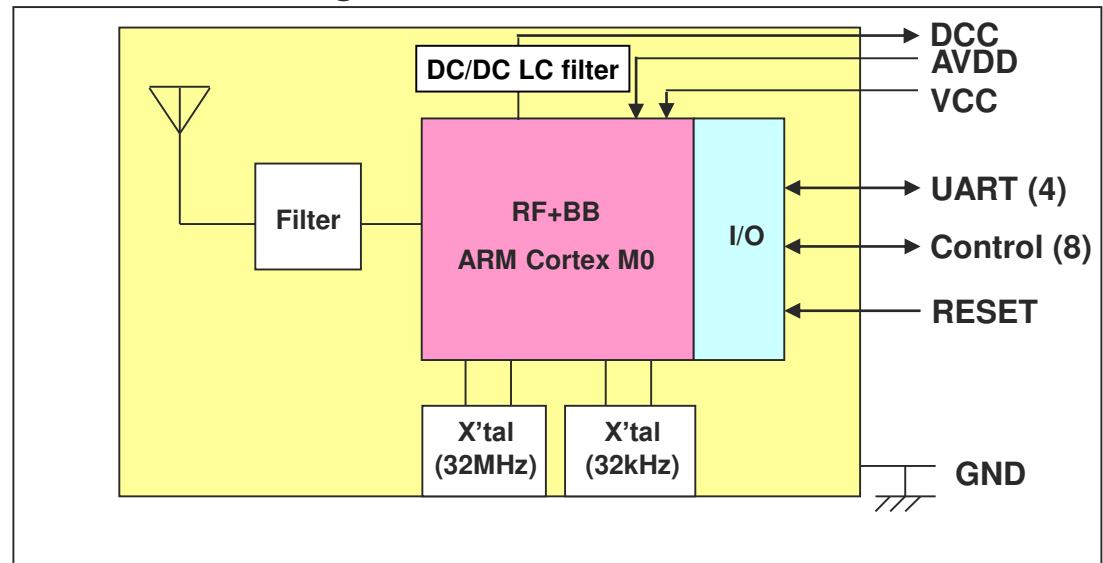 DCC
DC/DC LC filter
AVDD
VCC
Filter
RF+BB
ARM Cortex M0
I/O
UART (4)
Control (8)
RESET
X'tal
(32MHz)
X'tal
(32kHz)
GND